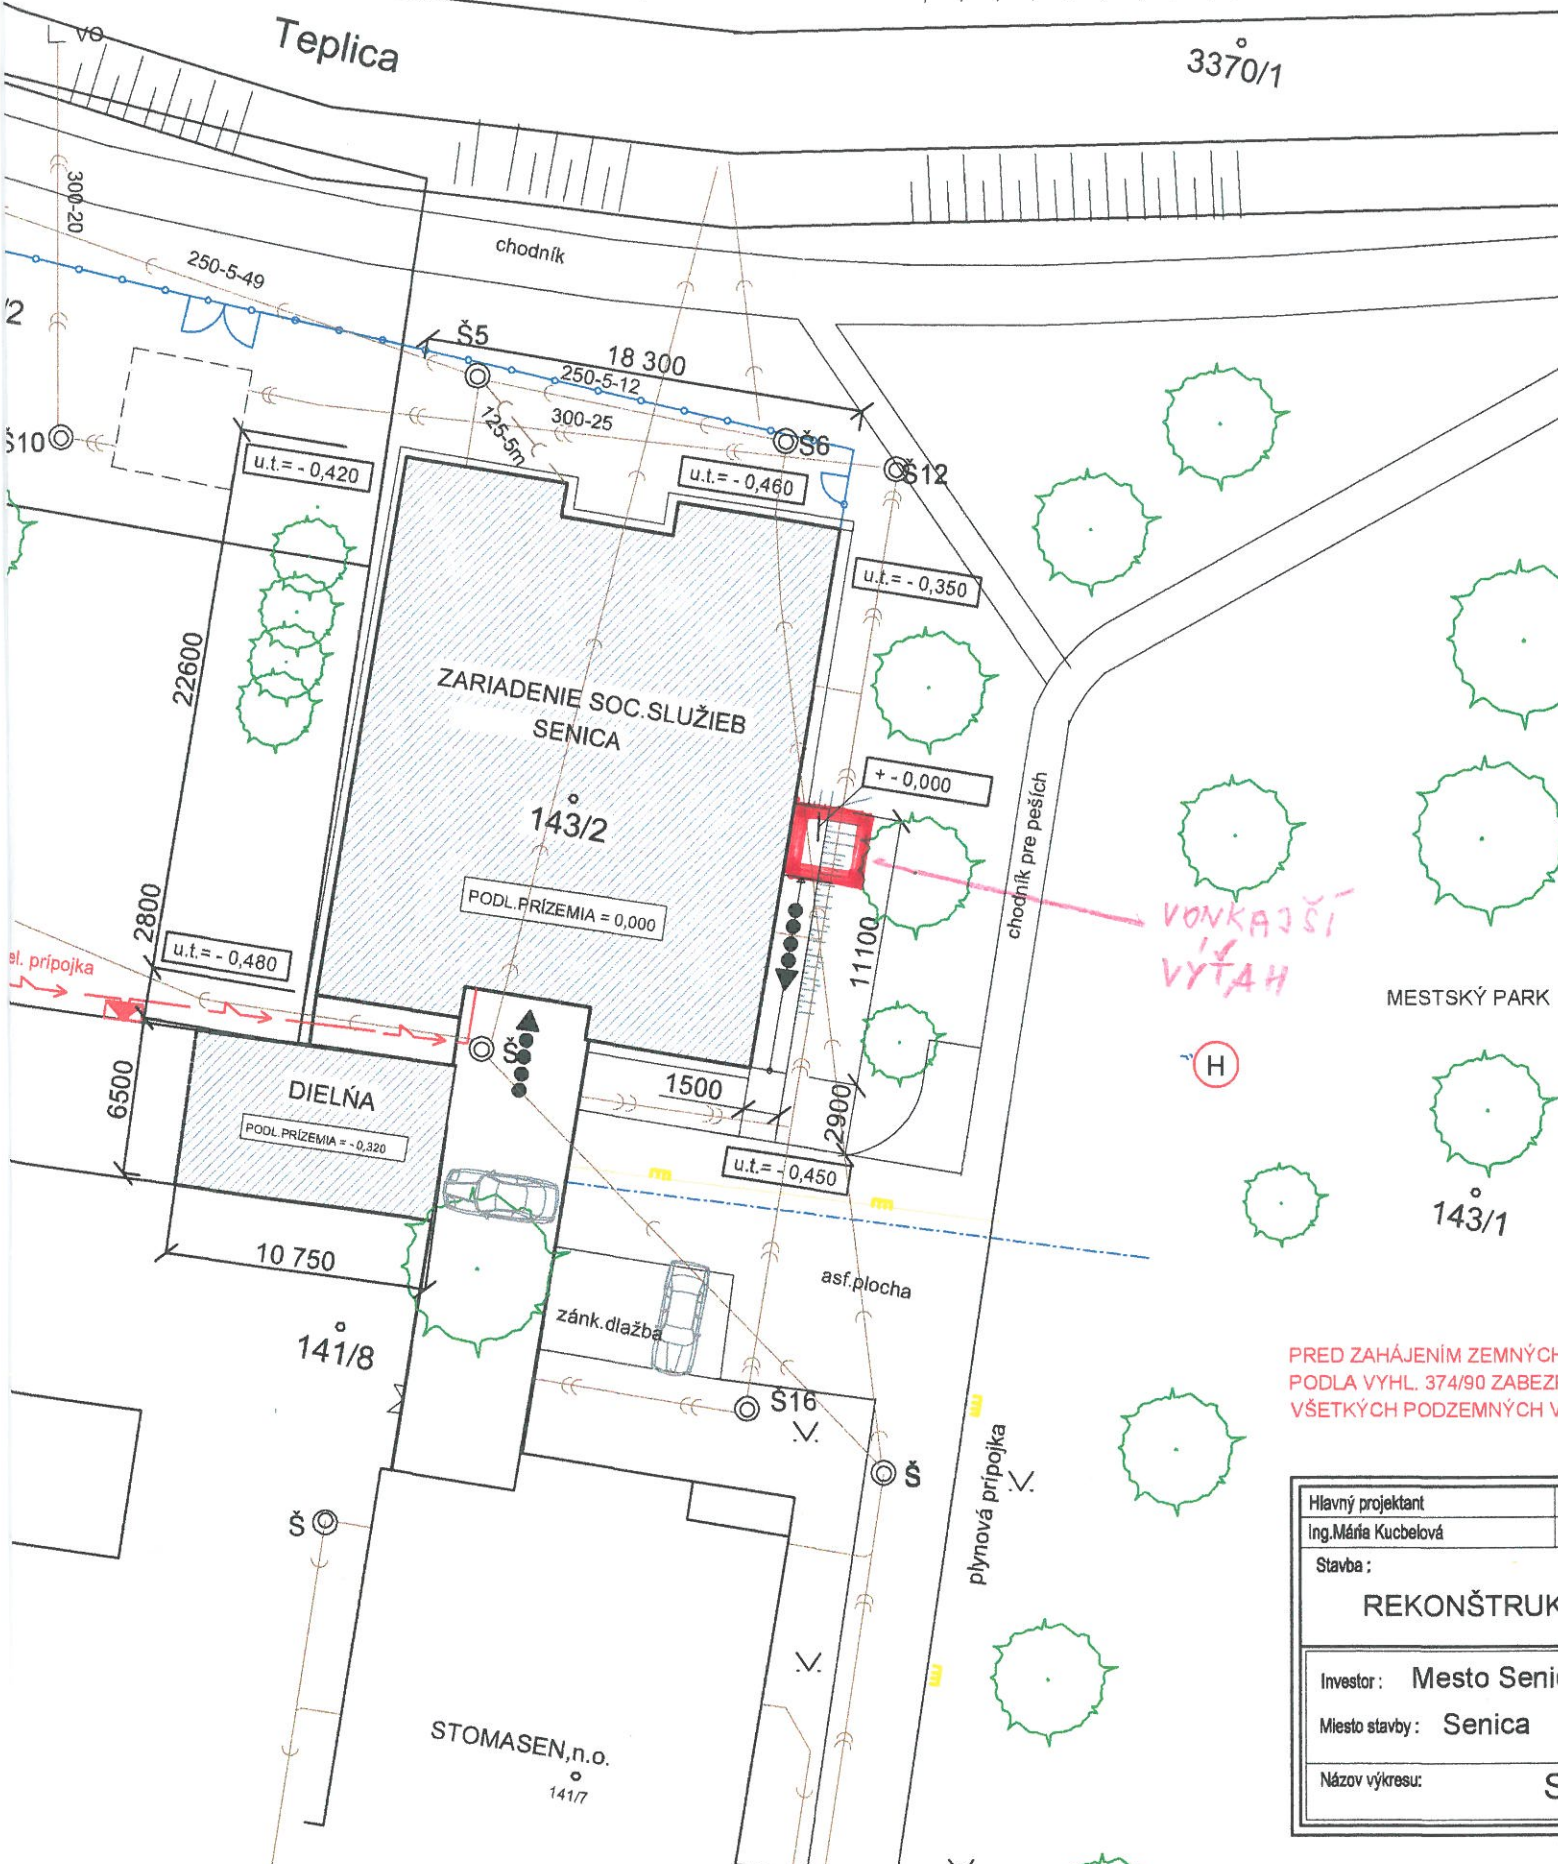 VO
Teplica
3370/1
300-20
chodník
250-5-49
/2
Š5
18 300
250-5-12
300-25
125-5m
Š10
Š6
Š12
u.t.= - 0,420
u.t.= - 0,460
u.t.= - 0,350
22600
ZARIADENIE SOC.SLUŽIEB
SENICA
143/2
+ - 0,000
chodník pre peších
PODL.PRÍZEMIA = 0,000
2800
u.t.= - 0,480
el. prípojka
11100
VONKAJŠÍ
VÝŤAH
MESTSKÝ PARK
H
Š
6500
DIELŃA
PODL.PRÍZEMIA = - 0,320
1500
2900
u.t.= - 0,450
143/1
10 750
asf.plocha
zánk.dlažba
141/8
Š16
PRED ZAHÁJENÍM ZEMNÝCH
PODLA VYHL. 374/90 ZABEZP
VŠETKÝCH PODZEMNÝCH V
Š
plynová prípojka
Š
Hlavný projektant
Ing.Mária Kucbelová
Stavba :
REKONŠTRUK
Investor : Mesto Seni
Miesto stavby : Senica
Názov výkresu: S
STOMASEN,n.o.
141/7